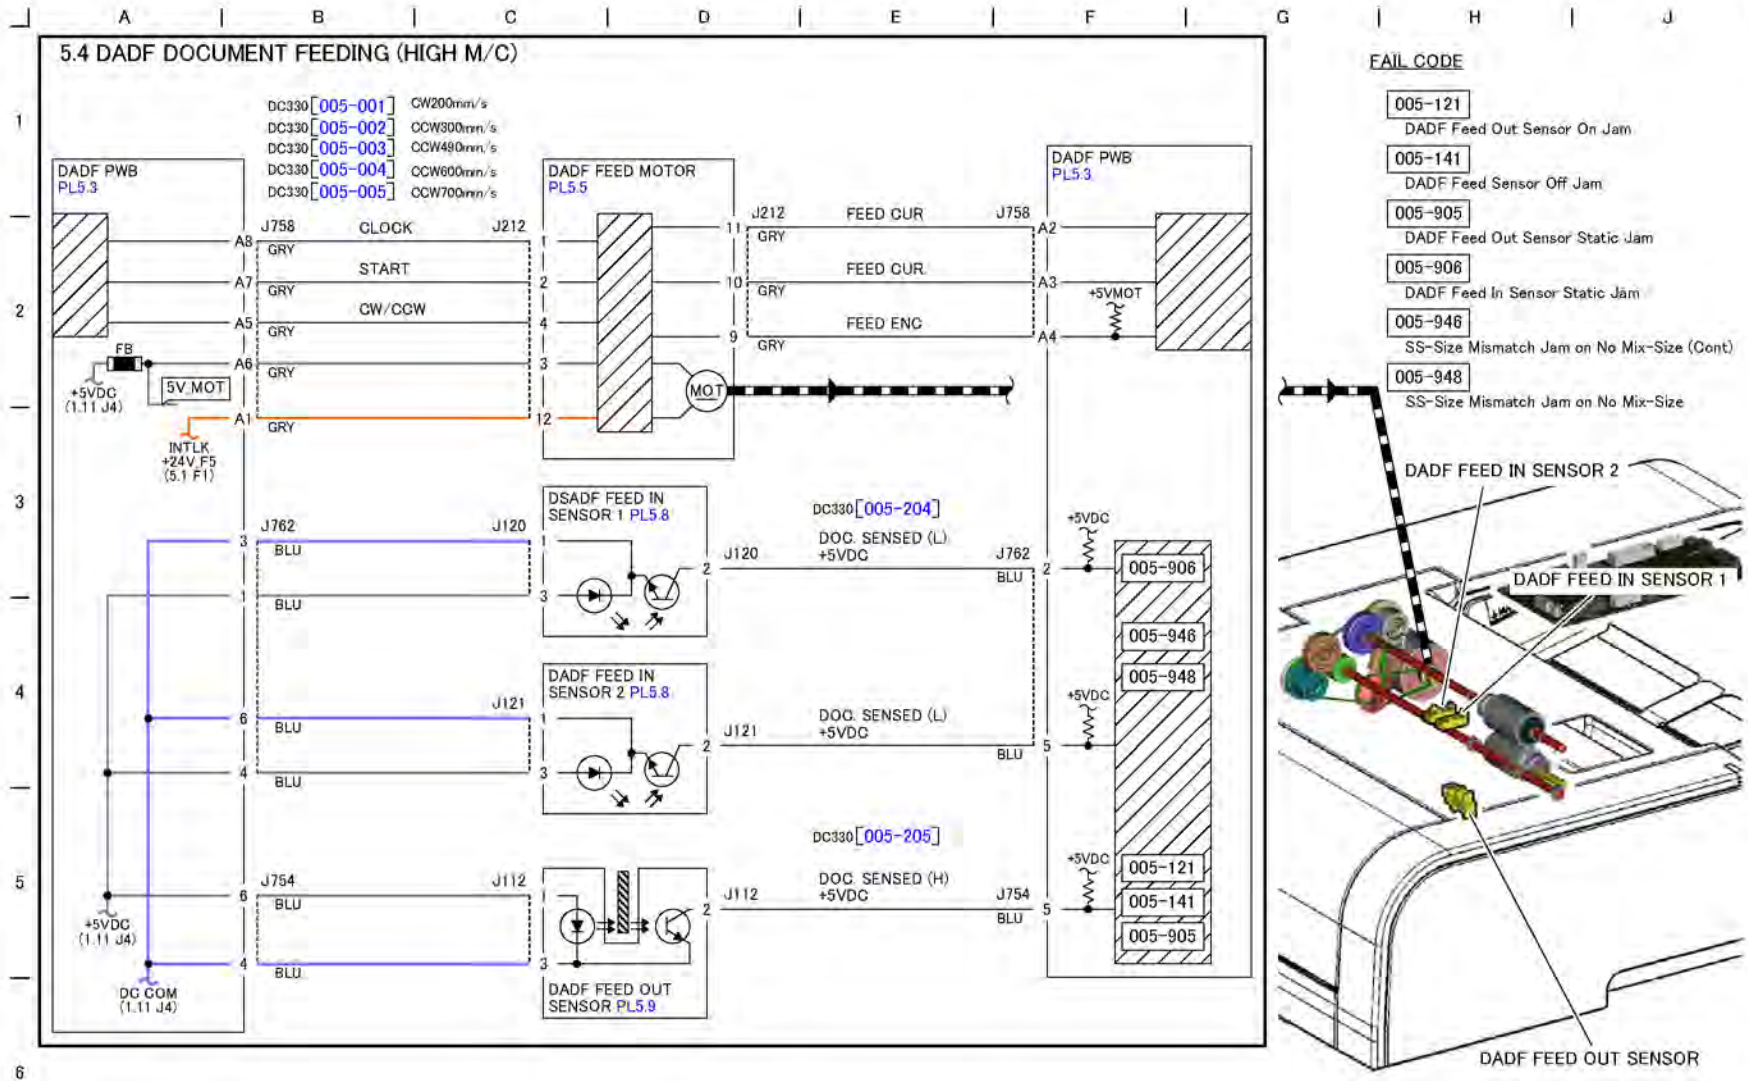 A B C D E F G H J
5.4 DADF DOCUMENT FEEDING (HIGH M/C)
1
2
3
4
5
6
DC330[005-001] CW200mm/s
DC330[005-002] CCW300mm/s
DC330[005-003] CCW490mm/s
DC330[005-004] CCW600mm/s
DC330[005-005] CCW700mm/s
DADF PWB
PL5.3
DADF FEED MOTOR
PL5.5
DADF PWB
PL5.3
J758 CLOCK J212
A8 GRY 1
START
A7 GRY 2
CW/CCW
A5 GRY 4
FB
A6 GRY 3
+5VDC
(1.11 J4)
5V_MOT
A1 GRY 12
INTLK
+24V_F5
(5.1 F1)
MOT
J212 FEED CUR J758
11 GRY A2
FEED CUR
10 GRY A3
+5VMOT
FEED ENC
9 GRY A4
DSADF FEED IN
SENSOR 1 PL5.8
J762 J120
3 BLU 1
1 BLU 3
DC330[005-204]
DOC. SENSED (L)
+5VDC
J120 J762
2 BLU 2
+5VDC
005-906
005-946
005-948
DADF FEED IN
SENSOR 2 PL5.8
J121
6 BLU 1
4 BLU 3
DOC. SENSED (L)
+5VDC
J121
2 BLU 5
+5VDC
DC330[005-205]
J754 J112
6 BLU 1
4 BLU 3
+5VDC
(1.11 J4)
DC COM
(1.11 J4)
DADF FEED OUT
SENSOR PL5.9
DOC. SENSED (H)
+5VDC
J112 J754
2 BLU 5
+5VDC
005-121
005-141
005-905
FAIL CODE
005-121
DADF Feed Out Sensor On Jam
005-141
DADF Feed Sensor Off Jam
005-905
DADF Feed Out Sensor Static Jam
005-906
DADF Feed In Sensor Static Jam
005-946
SS-Size Mismatch Jam on No Mix-Size (Cont)
005-948
SS-Size Mismatch Jam on No Mix-Size
DADF FEED IN SENSOR 2
DADF FEED IN SENSOR 1
DADF FEED OUT SENSOR